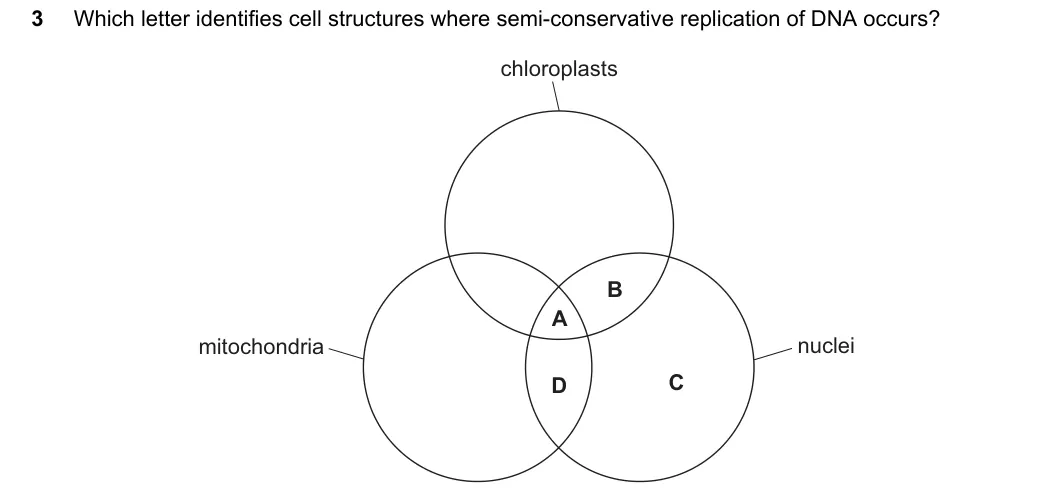 3 Which letter identifies cell structures where semi-conservative replication of DNA occurs?
chloroplasts
B
A
mitochondria
nuclei
D
C